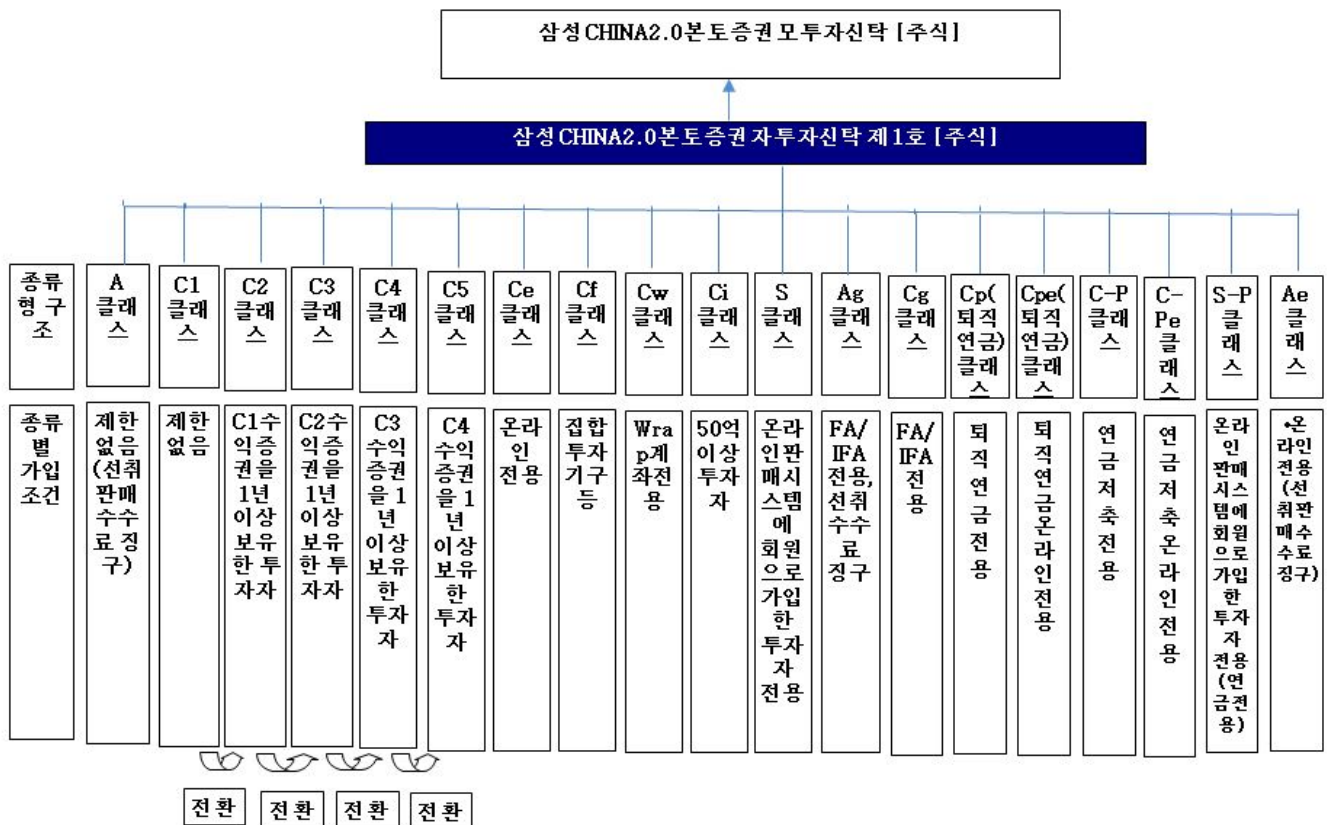 삼성CHINA2.0본토증권모투자신탁 [주식]
삼성CHINA2.0본토증권자투자신탁 제1호 [주식]
종류
형 구
조
A
클래
스
C1
클래
스
C2
클래
스
C3
클래
스
C4
클래
스
C5
클래
스
Ce
클래
스
Cf
클래
스
Cw
클래
스
Ci
클래
스
S
클래
스
Ag
클래
스
Cg
클래
스
Cp(
퇴직
연금)
클래
스
Cpe(
퇴직
연금)
클래
스
C-P
클래
스
C-
Pe클
래
스
S-P
클래
스
Ae
클래
스
종류
별
가입
조건
제한
없음
(선취
판매
수수
료 징
구)
제한
없음
C1수
익증
권을
1년
이상
보유
한 투
자자
C2수
익증
권을
1년
이상
보유
한 투
자자
C3
수익
증권
을 1
년
이상
보유
한
투자
자
C4
수익
증권
을 1
년
이상
보유
한
투자
자
온라
인
전용
집합
투자
기구
등
Wra
p계
좌전
용
50억
이상
투자
자
온라
인판
매시
스템
에
회원
으로
가입
한
투자
자
전용
FA/
IFA
전용,
선취
수수
료
징구
FA/
IFA
전용
퇴
직
연
금
전
용
퇴
직
연
금
온
라
인
전
용
연
금
저
축
전
용
연
금
저
축
온
라
인
전
용
온라
인
판매
시스
템에
회원
으로
가입
한
투자
자
전용
(연
금전
용)
•온
라인
전용
(선
취판
매수
수료
징구)
전환
전환
전환
전환